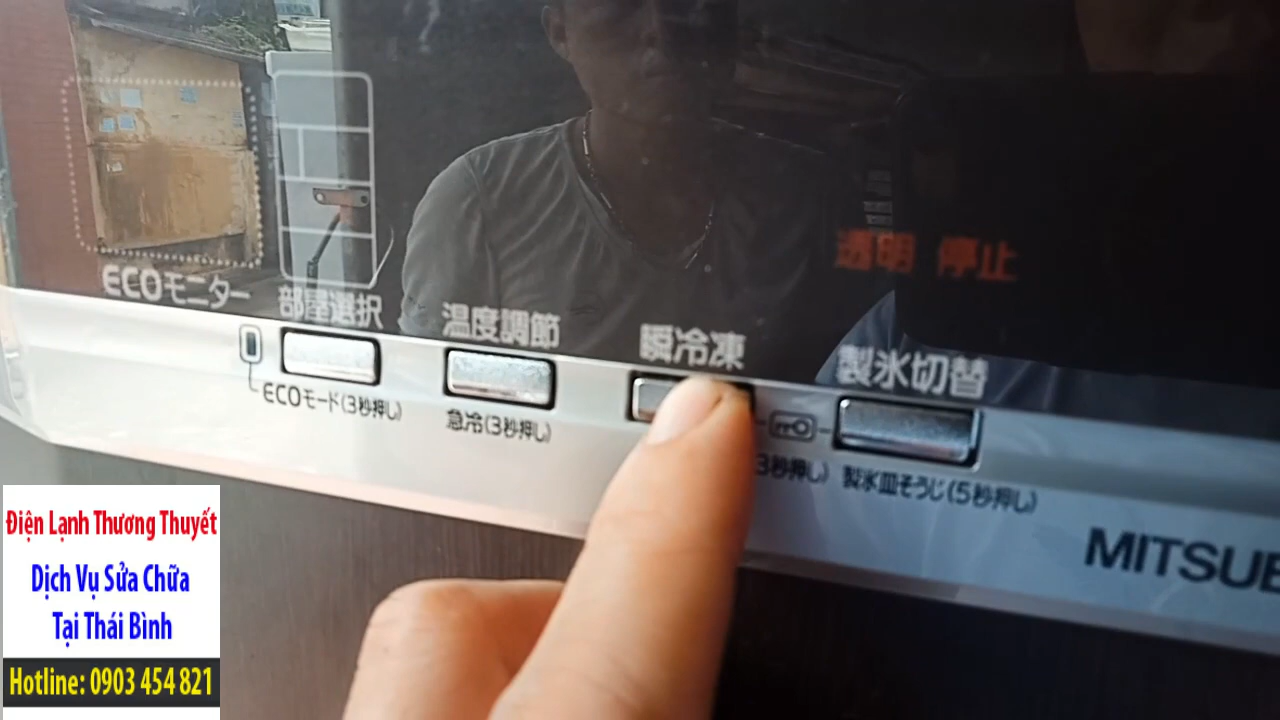 透明 停止
ECOモニター
部屋選択
温度調節
瞬冷凍
製氷切替
ECOモード(3秒押し)
急冷(3秒押し)
3秒押し)
製氷皿そうじ(5秒押し)
MITSUB
Điện Lạnh Thương Thuyết
Dịch Vụ Sửa Chữa
Tại Thái Bình
Hotline: 0903 454 821